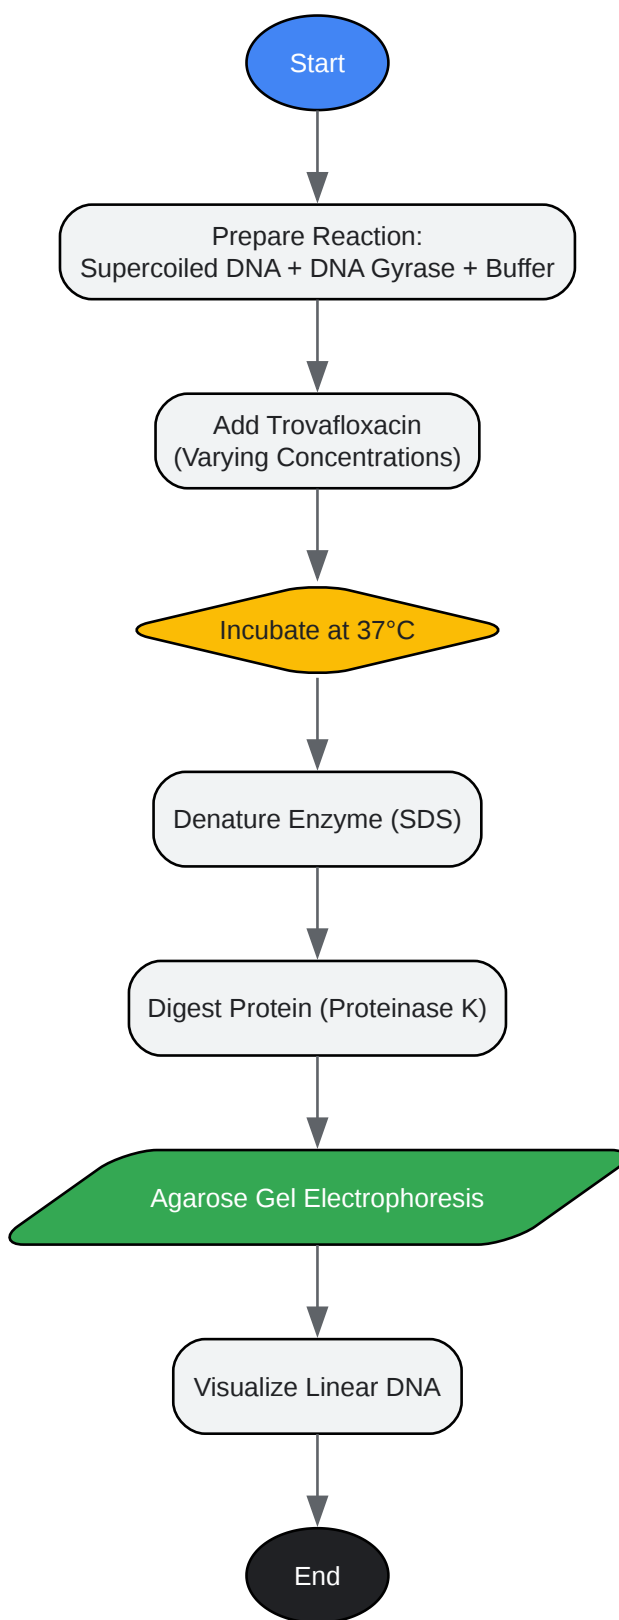 Start
Prepare Reaction:
Supercoiled DNA + DNA Gyrase + Buffer
Add Trovafloxacin
(Varying Concentrations)
Incubate at 37°C
Denature Enzyme (SDS)
Digest Protein (Proteinase K)
Agarose Gel Electrophoresis
Visualize Linear DNA
End